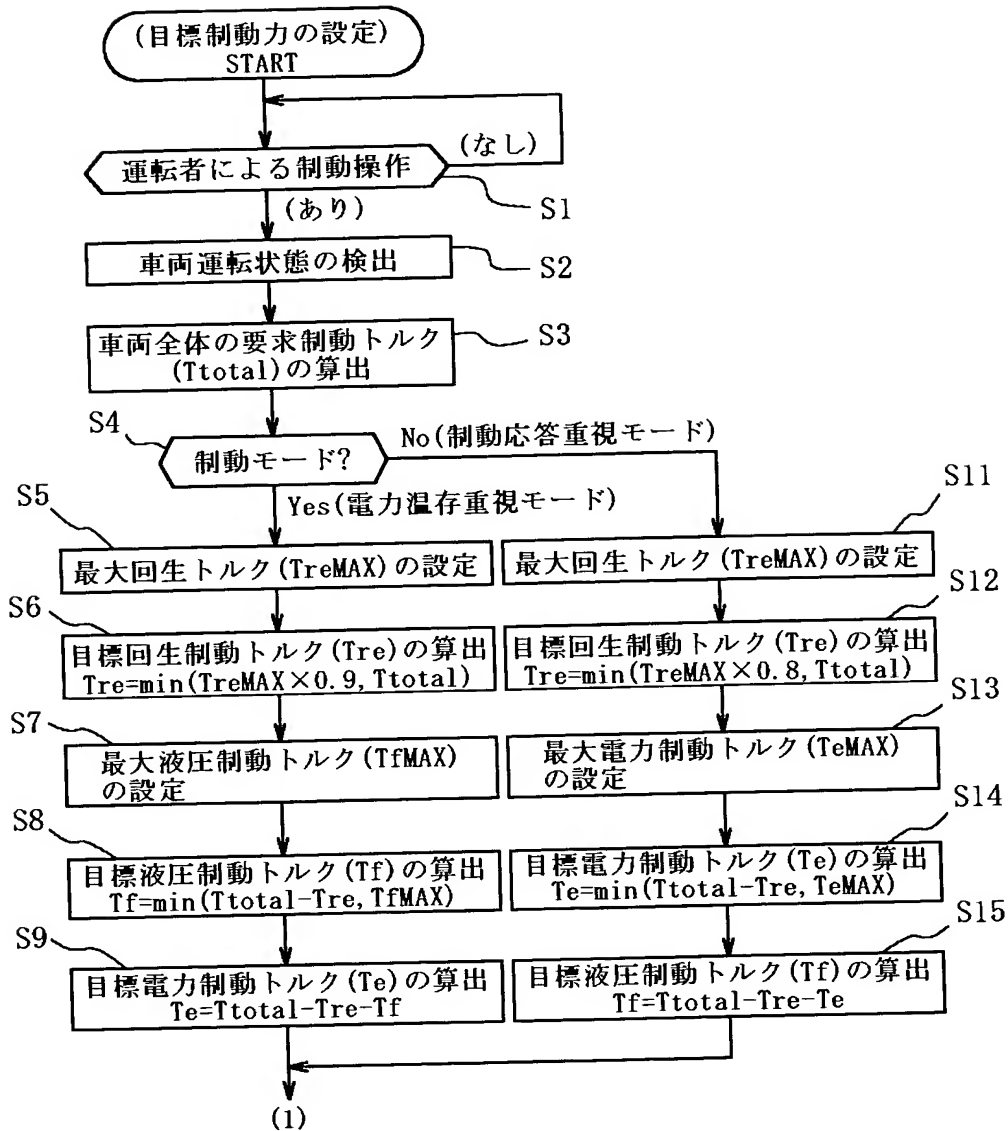 (目標制動力の設定)
START
(なし)
運転者による制動操作
S1
(あり)
車両運転状態の検出
S2
車両全体の要求制動トルク
(Ttotal)の算出
S3
S4
制動モード?
No(制動応答重視モード)
Yes(電力温存重視モード)
S5
最大回生トルク(TreMAX)の設定
S11
最大回生トルク(TreMAX)の設定
S6
目標回生制動トルク(Tre)の算出
Tre=min(TreMAX×0.9,Ttotal)
S12
目標回生制動トルク(Tre)の算出
Tre=min(TreMAX×0.8,Ttotal)
S7
最大液圧制動トルク(TfMAX)
の設定
S13
最大電力制動トルク(TeMAX)
の設定
S8
目標液圧制動トルク(Tf)の算出
Tf=min(Ttotal-Tre,TfMAX)
S14
目標電力制動トルク(Te)の算出
Te=min(Ttotal-Tre,TeMAX)
S9
目標電力制動トルク(Te)の算出
Te=Ttotal-Tre-Tf
S15
目標液圧制動トルク(Tf)の算出
Tf=Ttotal-Tre-Te
(1)